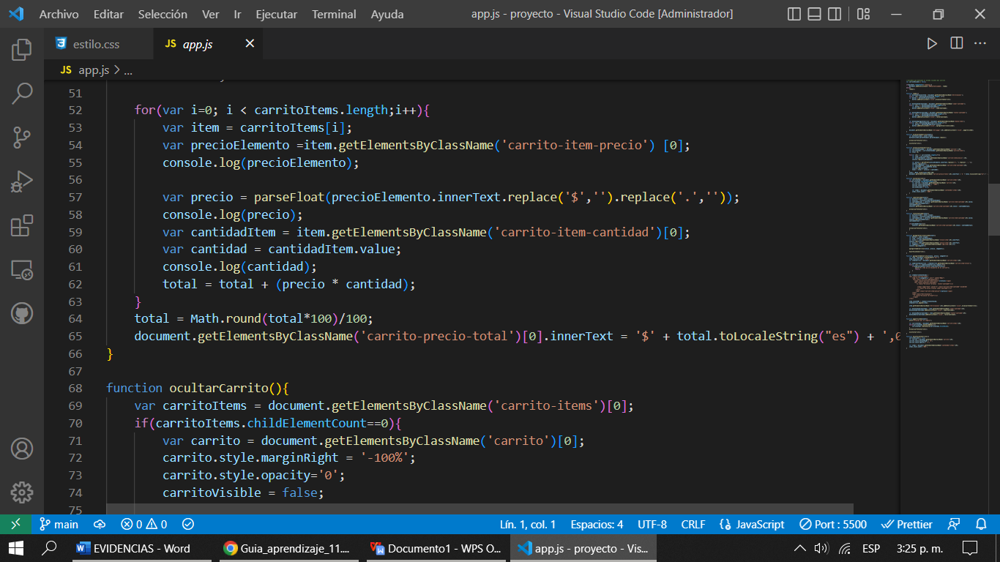 Archivo Editar Selección Ver Ir Ejecutar Terminal Ayuda app.js - proyecto - Visual Studio Code [Administrador]
estilo.css JS app.js
JS app.js > ...
51
52 for(var i=0; i < carritoItems.length;i++){
53 var item = carritoItems[i];
54 var precioElemento =item.getElementsByClassName('carrito-item-precio') [0];
55 console.log(precioElemento);
56
57 var precio = parseFloat(precioElemento.innerText.replace('$','').replace('.',''));
58 console.log(precio);
59 var cantidadItem = item.getElementsByClassName('carrito-item-cantidad')[0];
60 var cantidad = cantidadItem.value;
61 console.log(cantidad);
62 total = total + (precio * cantidad);
63 }
64 total = Math.round(total*100)/100;
65 document.getElementsByClassName('carrito-precio-total')[0].innerText = '$' + total.toLocaleString("es") + ',0
66 }
67
68 function ocultarCarrito(){
69 var carritoItems = document.getElementsByClassName('carrito-items')[0];
70 if(carritoItems.childElementCount==0){
71 var carrito = document.getElementsByClassName('carrito')[0];
72 carrito.style.marginRight = '-100%';
73 carrito.style.opacity='0';
74 carritoVisible = false;
75
main 0 0 Lín. 1, col. 1 Espacios: 4 UTF-8 CRLF JavaScript Port : 5500 Prettier
EVIDENCIAS - Word Guia_aprendizaje_11.... Documento1 - WPS O... app.js - proyecto - Vis... ESP 3:25 p. m.